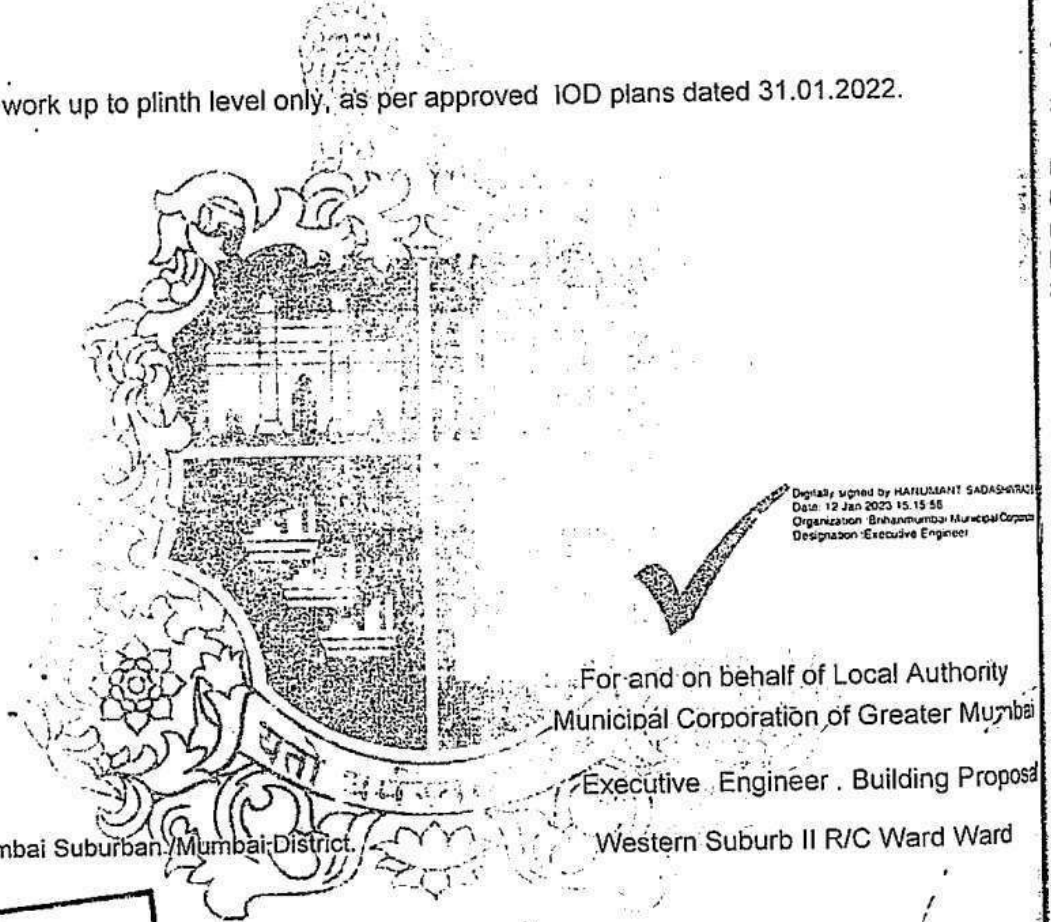 work up to plinth level only, as per approved IOD plans dated 31.01.2022.
Digitally signed by HANUMANT
Date: 12 Jan 2023 15:15:56
Organization :Brihanmumbai Municipal
Designation :Executive Engineer
For and on behalf of Local Authority
Municipal Corporation of Greater Mumbai
Executive Engineer . Building Proposal
Western Suburb II R/C Ward Ward
mbai Suburban /Mumbai District.
यतो